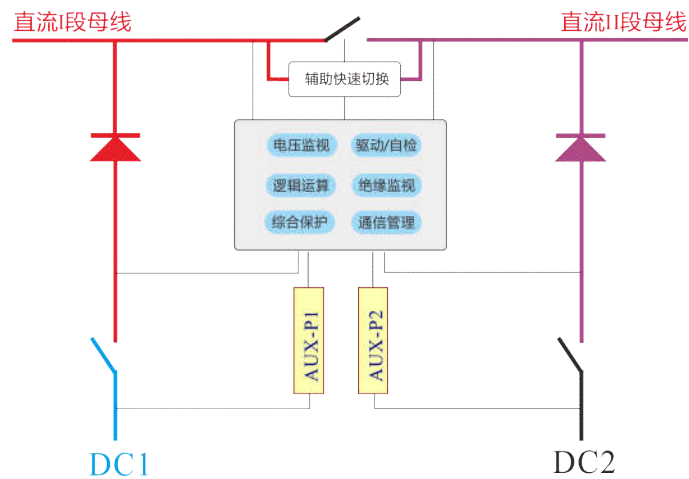 直流I段母线
直流II段母线
辅助快速切换
电压监视
驱动/自检
逻辑运算
绝缘监视
综合保护
通信管理
AUX-P1
AUX-P2
DC1
DC2